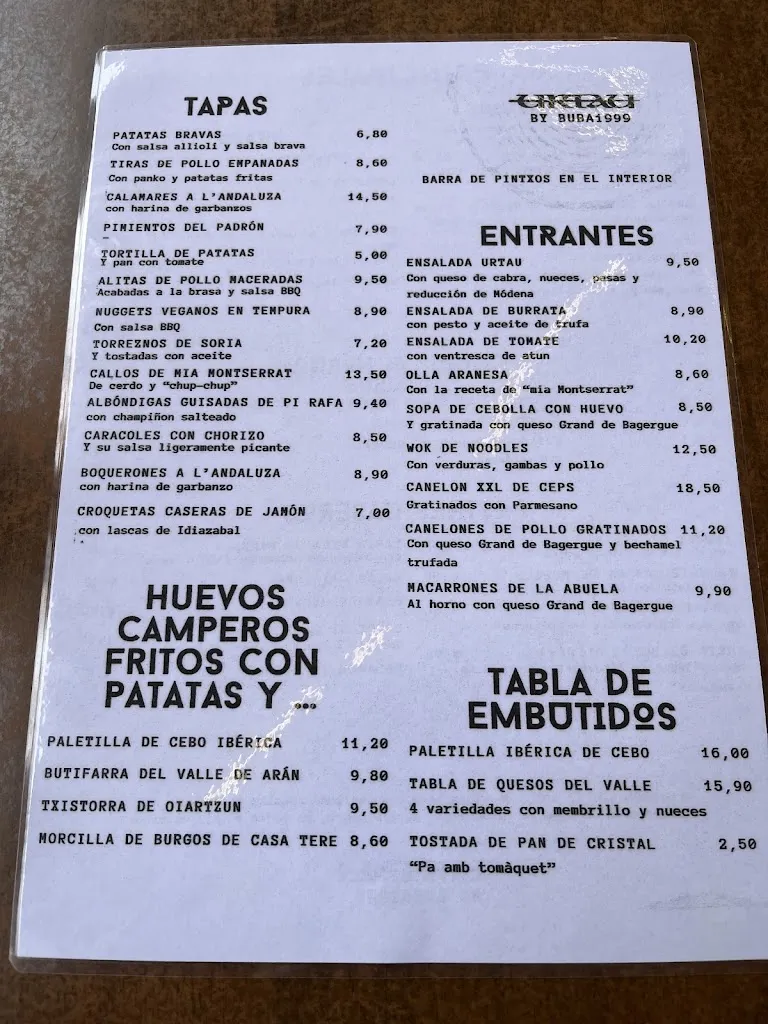 TAPAS
PATATAS BRAVAS 6,80
Con salsa allioli y salsa brava
TIRAS DE POLLO EMPANADAS 8,60
Con panko y patatas fritas
CALAMARES A L'ANDALUZA 14,50
con harina de garbanzos
PIMIENTOS DEL PADRÓN 7,90
TORTILLA DE PATATAS 5,00
Y pan con tomate
ALITAS DE POLLO MACERADAS 9,50
Acabadas a la brasa y salsa BBQ
NUGGETS VEGANOS EN TEMPURA 8,90
Con salsa BBQ
TORREZNOS DE SORIA 7,20
Y tostadas con aceite
CALLOS DE MIA MONTSERRAT 13,50
De cerdo y "chup-chup"
ALBÓNDIGAS GUISADAS DE PI RAFA 9,40
con champiñon salteado
CARACOLES CON CHORIZO 8,50
Y su salsa ligeramente picante
BOQUERONES A L'ANDALUZA 8,90
con harina de garbanzo
CROQUETAS CASERAS DE JAMÓN 7,00
con lascas de Idiazabal
HUEVOS
CAMPEROS
FRITOS CON
PATATAS Y ...
PALETILLA DE CEBO IBÉRICA 11,20
BUTIFARRA DEL VALLE DE ARÁN 9,80
TXISTORRA DE OIARTZUN 9,50
MORCILLA DE BURGOS DE CASA TERE 8,60
URTAU
BY BUBA1999
BARRA DE PINTXOS EN EL INTERIOR
ENTRANTES
ENSALADA URTAU 9,50
Con queso de cabra, nueces, pasas y
reducción de Módena
ENSALADA DE BURRATA 8,90
con pesto y aceite de trufa
ENSALADA DE TOMATE 10,20
con ventresca de atun
OLLA ARANESA 8,60
Con la receta de "mia Montserrat"
SOPA DE CEBOLLA CON HUEVO 8,50
Y gratinada con queso Grand de Bagergue
WOK DE NOODLES 12,50
Con verduras, gambas y pollo
CANELON XXL DE CEPS 18,50
Gratinados con Parmesano
CANELONES DE POLLO GRATINADOS 11,20
Con queso Grand de Bagergue y bechamel
trufada
MACARRONES DE LA ABUELA 9,90
Al horno con queso Grand de Bagergue
TABLA DE
EMBUTIDOS
PALETILLA IBÉRICA DE CEBO 16,00
TABLA DE QUESOS DEL VALLE 15,90
4 variedades con membrillo y nueces
TOSTADA DE PAN DE CRISTAL 2,50
"Pa amb tomàquet"